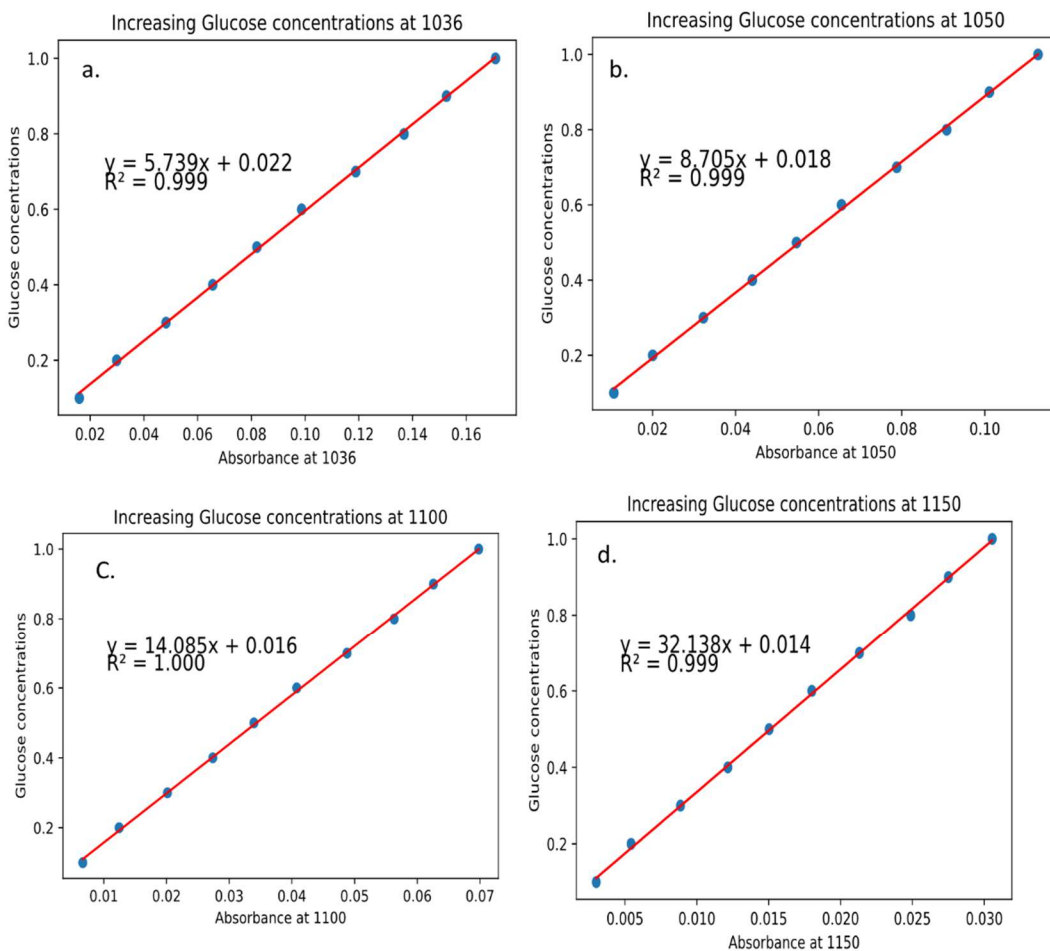 Increasing Glucose concentrations at 1036
a.
y = 5.739x + 0.022
R² = 0.999
Glucose concentrations
1.0
0.8
0.6
0.4
0.2
0.02 0.04 0.06 0.08 0.10 0.12 0.14 0.16
Absorbance at 1036
Increasing Glucose concentrations at 1050
b.
y = 8.705x + 0.018
R² = 0.999
Glucose concentrations
1.0
0.8
0.6
0.4
0.2
0.02 0.04 0.06 0.08 0.10
Absorbance at 1050
Increasing Glucose concentrations at 1100
C.
y = 14.085x + 0.016
R² = 1.000
Glucose concentrations
1.0
0.8
0.6
0.4
0.2
0.01 0.02 0.03 0.04 0.05 0.06 0.07
Absorbance at 1100
Increasing Glucose concentrations at 1150
d.
y = 32.138x + 0.014
R² = 0.999
Glucose concentrations
1.0
0.8
0.6
0.4
0.2
0.005 0.010 0.015 0.020 0.025 0.030
Absorbance at 1150